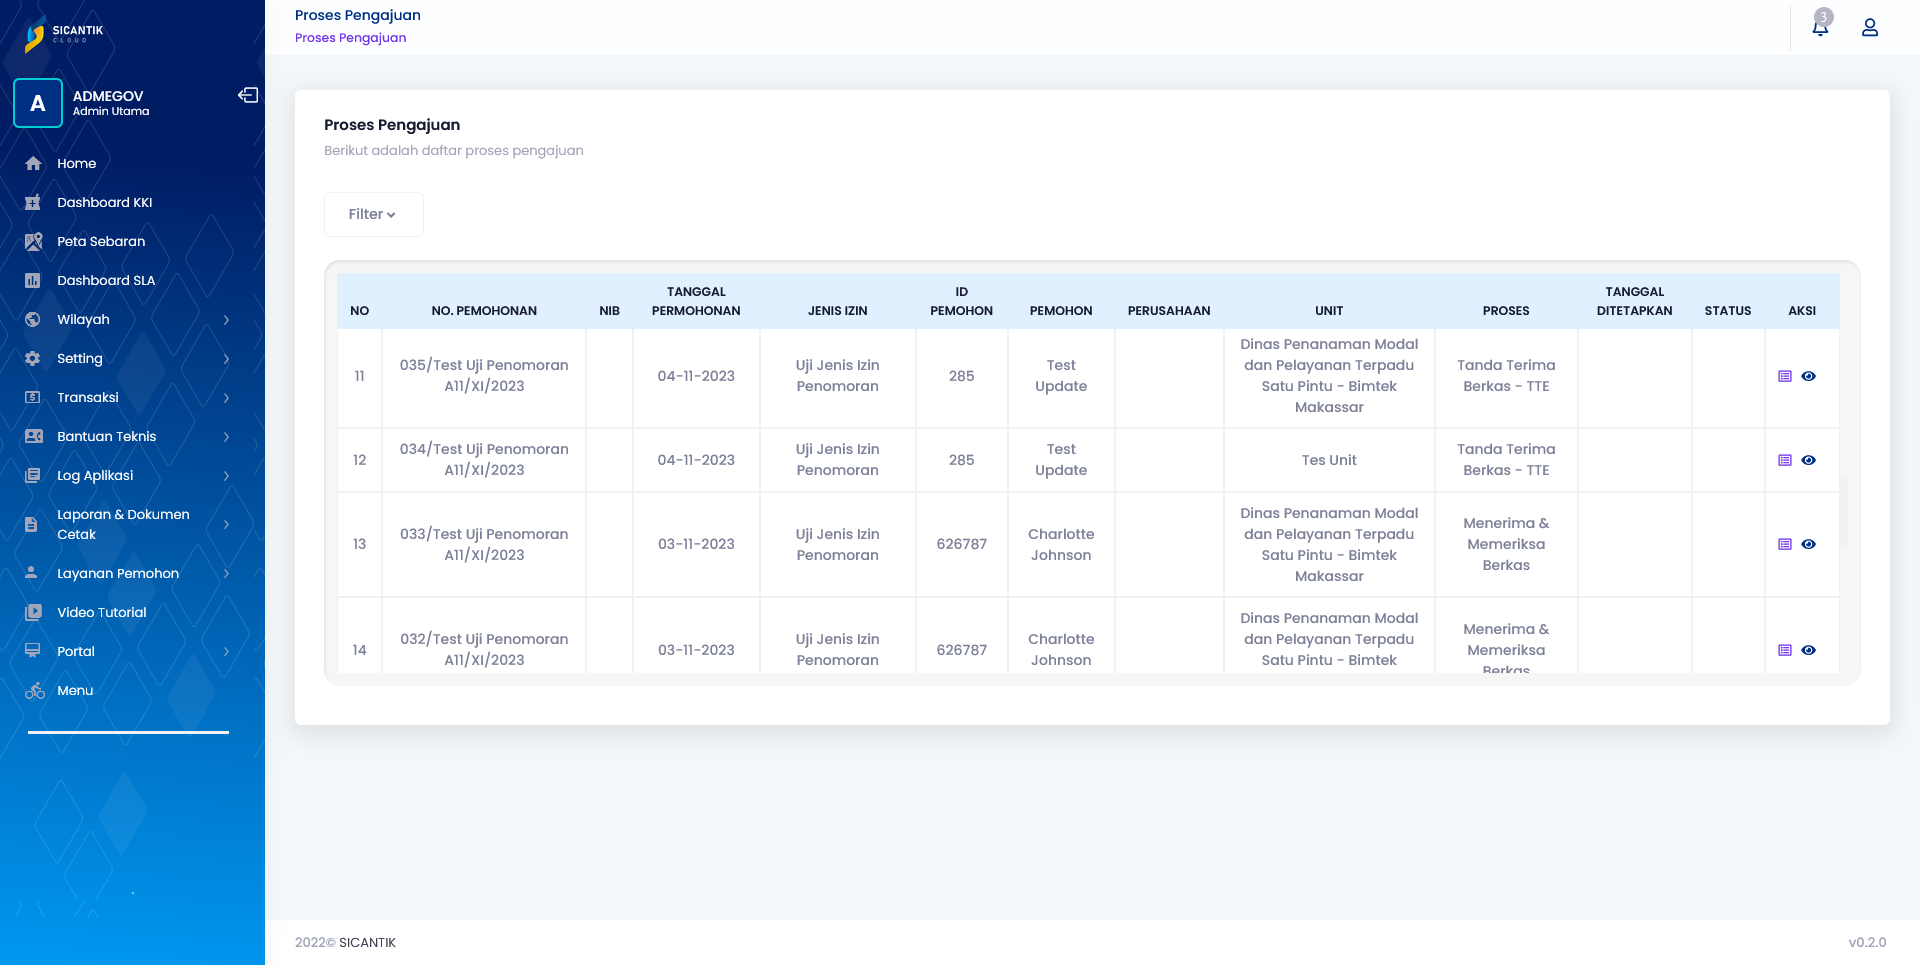 SICANTIK
CLOUD
A
ADMEGOV
Admin Utama
Home
Dashboard KKI
Peta Sebaran
Dashboard SLA
Wilayah
Setting
Transaksi
Bantuan Teknis
Log Aplikasi
Laporan & Dokumen
Cetak
Layanan Pemohon
Video Tutorial
Portal
Menu
Proses Pengajuan
Proses Pengajuan
3
Proses Pengajuan
Berikut adalah daftar proses pengajuan
Filter
NO NO. PEMOHONAN NIB TANGGAL PERMOHONAN JENIS IZIN ID PEMOHON PEMOHON PERUSAHAAN UNIT PROSES TANGGAL DITETAPKAN STATUS AKSI
11 035/Test Uji Penomoran A11/XI/2023 04-11-2023 Uji Jenis Izin Penomoran 285 Test Update Dinas Penanaman Modal dan Pelayanan Terpadu Satu Pintu - Bimtek Makassar Tanda Terima Berkas - TTE
12 034/Test Uji Penomoran A11/XI/2023 04-11-2023 Uji Jenis Izin Penomoran 285 Test Update Tes Unit Tanda Terima Berkas - TTE
13 033/Test Uji Penomoran A11/XI/2023 03-11-2023 Uji Jenis Izin Penomoran 626787 Charlotte Johnson Dinas Penanaman Modal dan Pelayanan Terpadu Satu Pintu - Bimtek Makassar Menerima & Memeriksa Berkas
14 032/Test Uji Penomoran A11/XI/2023 03-11-2023 Uji Jenis Izin Penomoran 626787 Charlotte Johnson Dinas Penanaman Modal dan Pelayanan Terpadu Satu Pintu - Bimtek Menerima & Memeriksa Berkas
2022© SICANTIK
v0.2.0